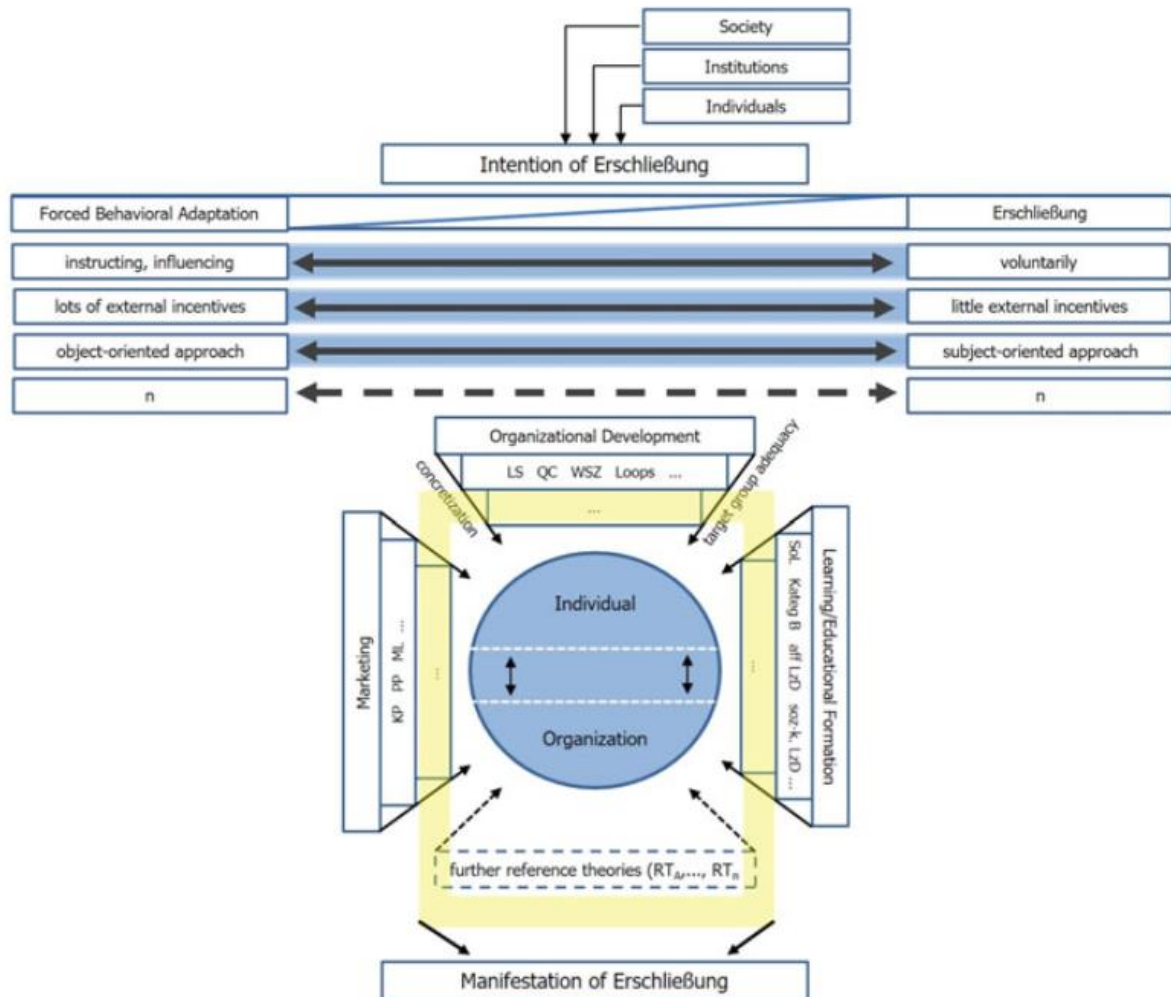 Society
Institutions
Individuals
Intention of Erschließung
Forced Behavioral Adaptation
Erschließung
instructing, influencing
voluntarily
lots of external incentives
little external incentives
object-oriented approach
subject-oriented approach
n
n
Organizational Development
LS QC WSZ Loops ...
...
concretization
target group adequacy
Marketing
KP PP ML ...
...
Individual
Organization
...
SoL Kateg B aff LzD soz-k. LzD ...
Learning/Educational Formation
further reference theories (RTA,..., RTn
Manifestation of Erschließung